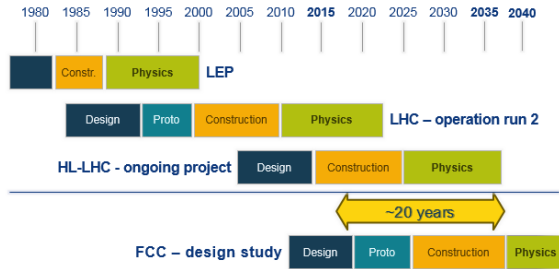 1980 1985 1990 1995 2000 2005 2010 2015 2020 2025 2030 2035 2040
Constr. Physics LEP
Design Proto Construction Physics LHC – operation run 2
HL-LHC - ongoing project Design Construction Physics
~20 years
FCC – design study Design Proto Construction Physics